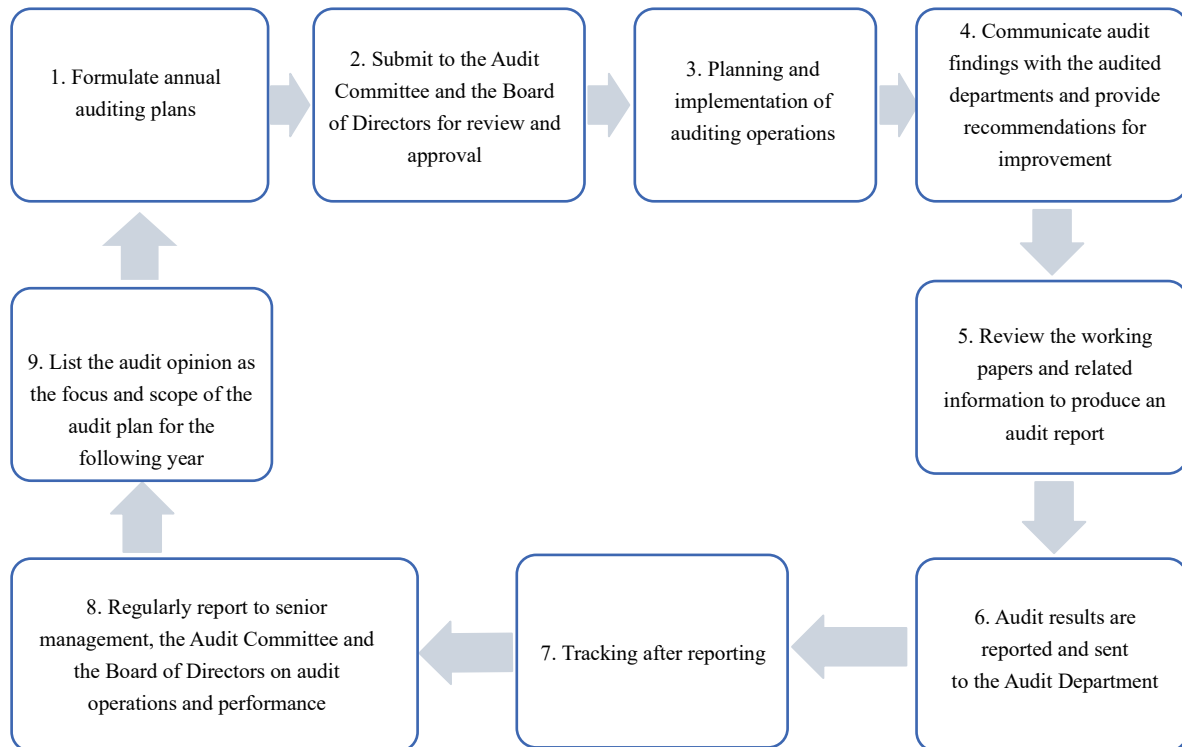 1. Formulate annual
auditing plans
2. Submit to the Audit
Committee and the Board
of Directors for review and
approval
3. Planning and
implementation of
auditing operations
4. Communicate audit
findings with the audited
departments and provide
recommendations for
improvement
5. Review the working
papers and related
information to produce an
audit report
6. Audit results are
reported and sent
to the Audit Department
7. Tracking after reporting
8. Regularly report to senior
management, the Audit Committee and
the Board of Directors on audit
operations and performance
9. List the audit opinion as
the focus and scope of the
audit plan for the
following year